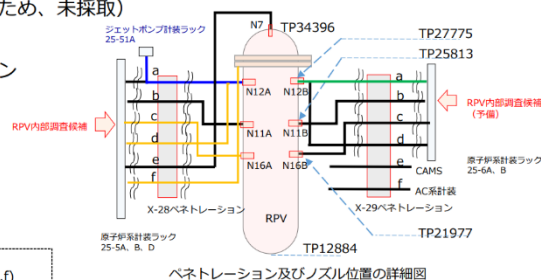 ため、未採取）
N7
TP34396
ジェットポンプ計装ラック
25-51A
TP27775
TP25813
ン
a
b
c
d
e
f
N12A
N12B
N11A
N11B
N16A
N16B
a
b
c
d
e
f
RPV内部調査候補
RPV内部調査候補
（予備）
原子炉系計装ラック
25-6A、B
CAMS
AC系計装
X-28ペネトレーション
X-29ペネトレーション
RPV
原子炉系計装ラック
25-5A、B、D
TP21977
TP12884
f)
ペネトレーション及びノズル位置の詳細図